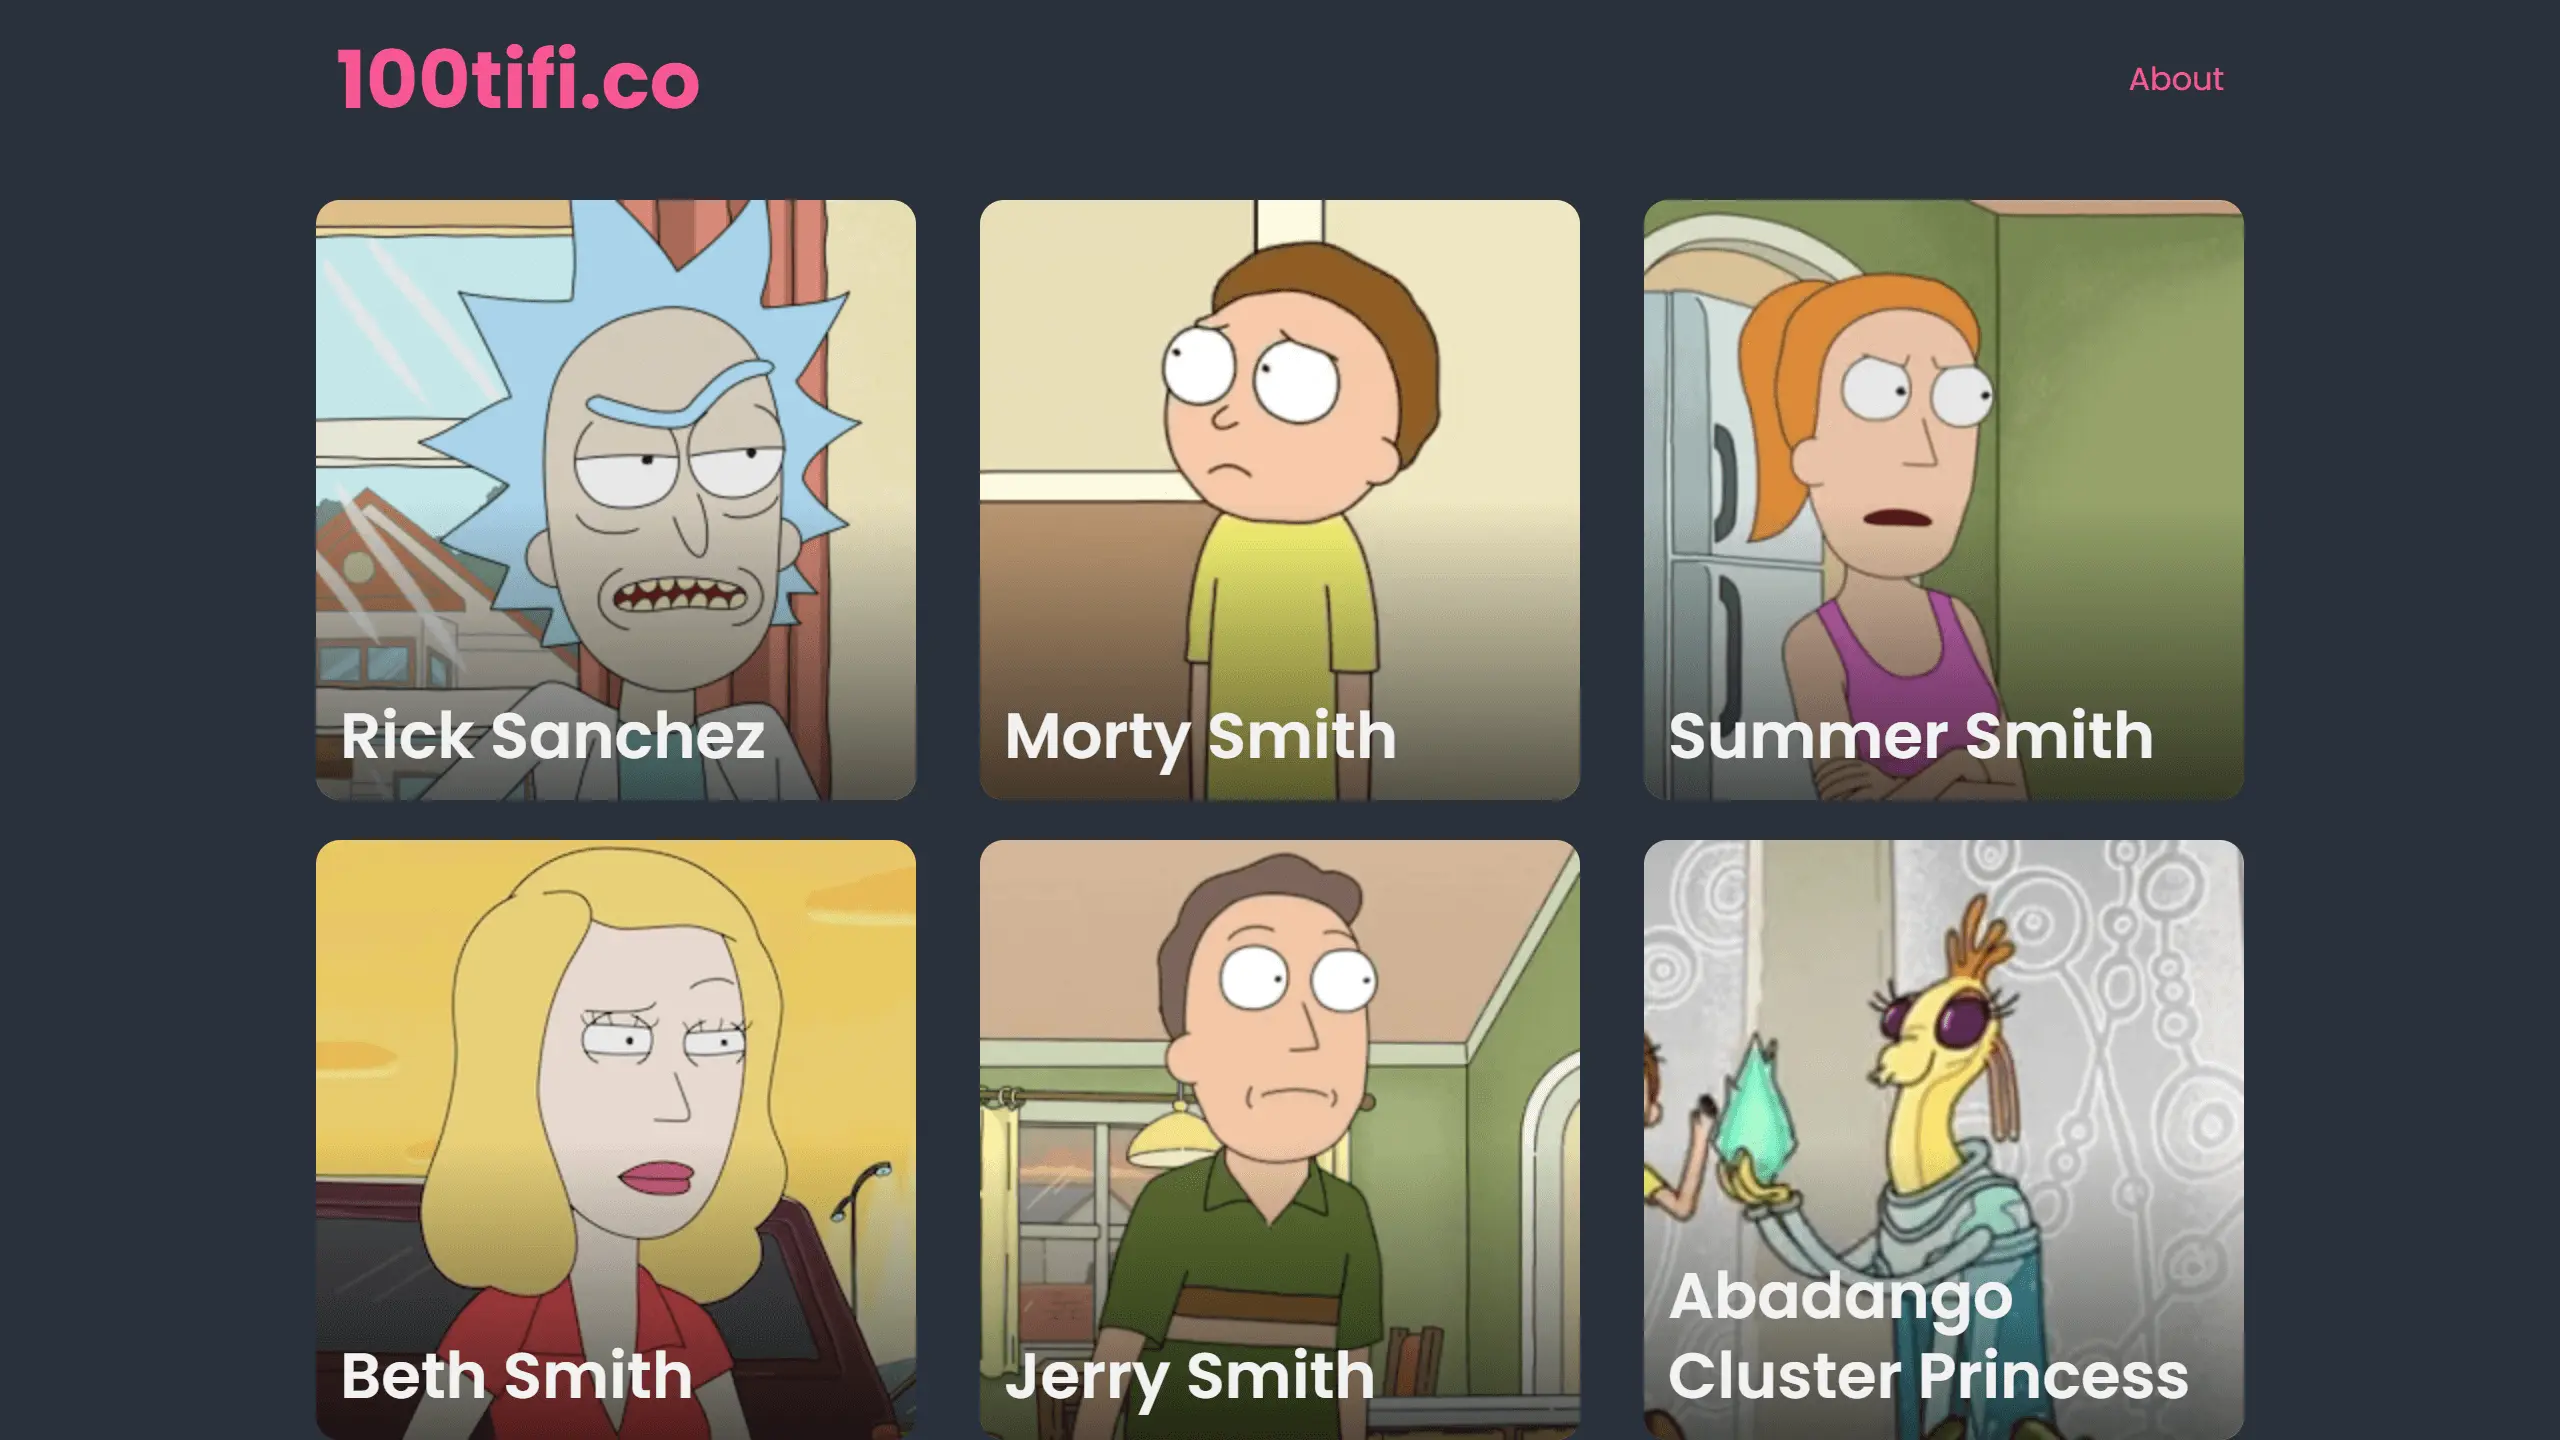 100tifi.co
About
Rick Sanchez
Morty Smith
Summer Smith
Beth Smith
Jerry Smith
Abadango
Cluster Princess